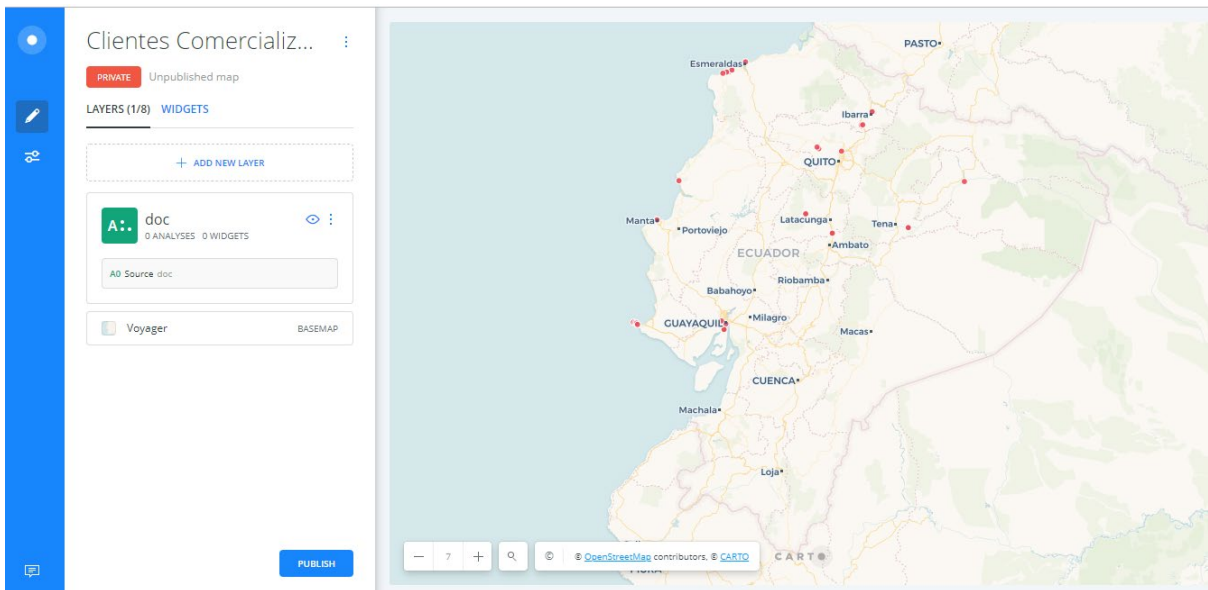 Clientes Comercializ...
PRIVATE Unpublished map
LAYERS (1/8) WIDGETS
+ ADD NEW LAYER
A:. doc
0 ANALYSES 0 WIDGETS
A0 Source doc
Voyager BASEMAP
PUBLISH
PASTO
Esmeraldas
Ibarra
QUITO
Manta
Portoviejo
Latacunga
Tena
Ambato
ECUADOR
Riobamba
Babahoyo
GUAYAQUIL
Milagro
Macas
CUENCA
Machala
Loja
− 7 +
© © OpenStreetMap contributors, © CARTO
CARTO